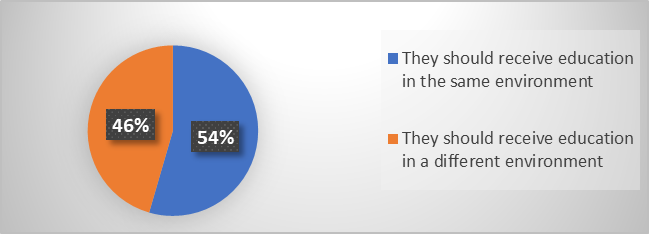 46%
54%
They should receive education
in the same environment
They should receive education
in a different environment